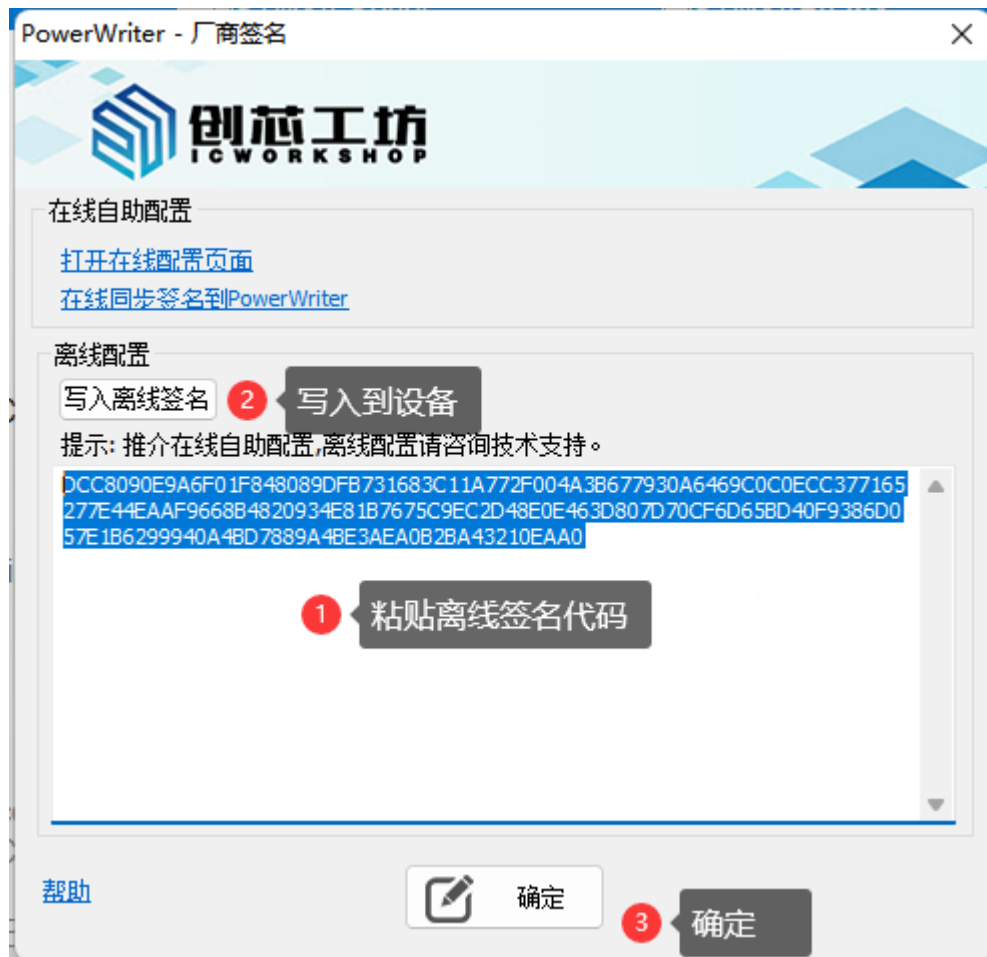 PowerWriter - 厂商签名
创芯工坊
ICWORKSHOP
在线自助配置
打开在线配置页面
在线同步签名到PowerWriter
离线配置
写入离线签名
2
写入到设备
提示: 推介在线自助配置,离线配置请咨询技术支持。
DCC8090E9A6F01F848089DFB731683C11A772F004A3B677930A6469C0C0ECC377165
277E44EAAF9668B4820934E81B7675C9EC2D48E0E463D807D70CF6D65BD40F9386D0
57E1B6299940A4BD7889A4BE3AEA0B2BA43210EAA0
1
粘贴离线签名代码
帮助
确定
3
确定